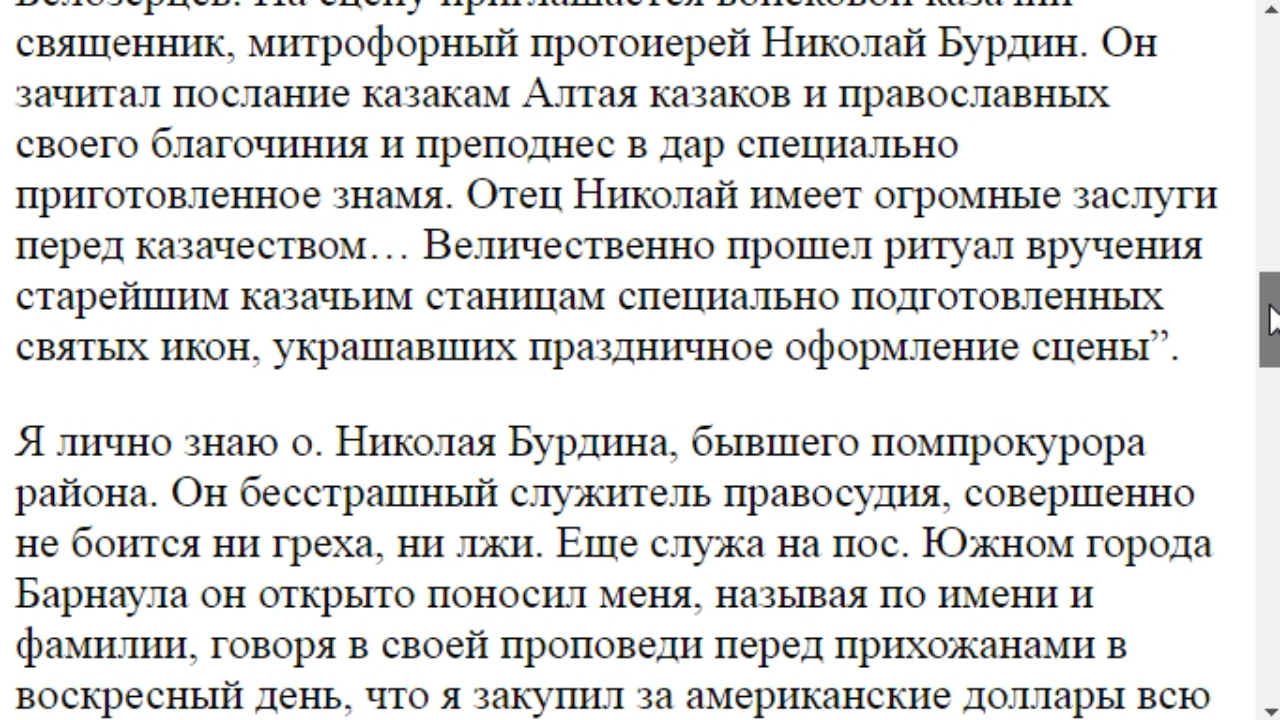 священник, митрофорный протоиерей Николай Бурдин. Он
зачитал послание казакам Алтая казаков и православных
своего благочиния и преподнес в дар специально
приготовленное знамя. Отец Николай имеет огромные заслуги
перед казачеством… Величественно прошел ритуал вручения
старейшим казачьим станицам специально подготовленных
святых икон, украшавших праздничное оформление сцены”.
Я лично знаю о. Николая Бурдина, бывшего помпрокурора
района. Он бесстрашный служитель правосудия, совершенно
не боится ни греха, ни лжи. Еще служа на пос. Южном города
Барнаула он открыто поносил меня, называя по имени и
фамилии, говоря в своей проповеди перед прихожанами в
воскресный день, что я закупил за американские доллары всю